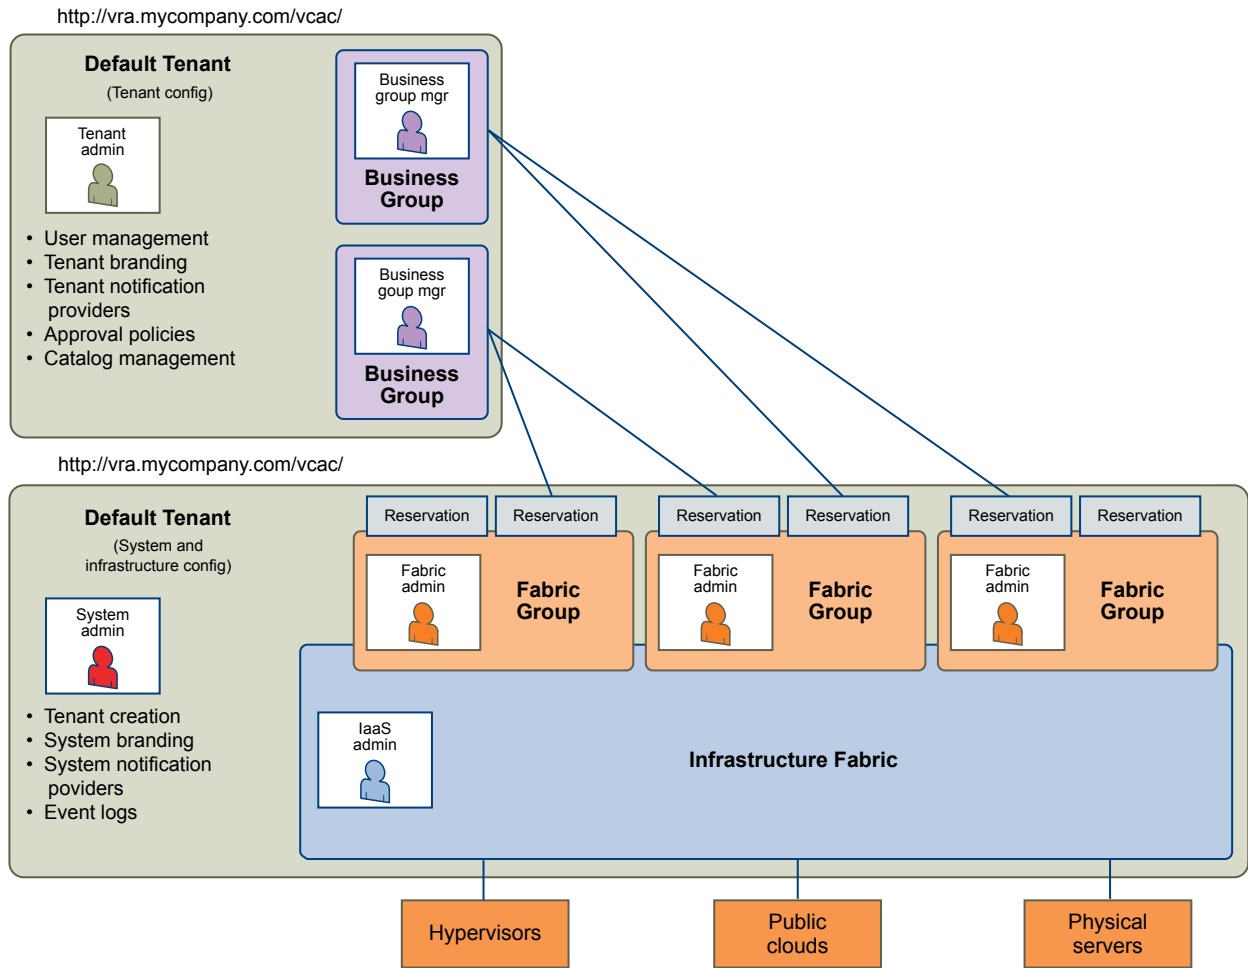 http://vra.mycompany.com/vcac/
Default Tenant
(Tenant config)
Tenant
admin
• User management
• Tenant branding
• Tenant notification
providers
• Approval policies
• Catalog management
Business
group mgr
Business
Group
Business
goup mgr
Business
Group
http://vra.mycompany.com/vcac/
Default Tenant
(System and
infrastructure config)
System
admin
• Tenant creation
• System branding
• System notification
poviders
• Event logs
Reservation
Reservation
Fabric
admin
Fabric
Group
Reservation
Reservation
Fabric
admin
Fabric
Group
Reservation
Reservation
Fabric
admin
Fabric
Group
IaaS
admin
Infrastructure Fabric
Hypervisors
Public
clouds
Physical
servers